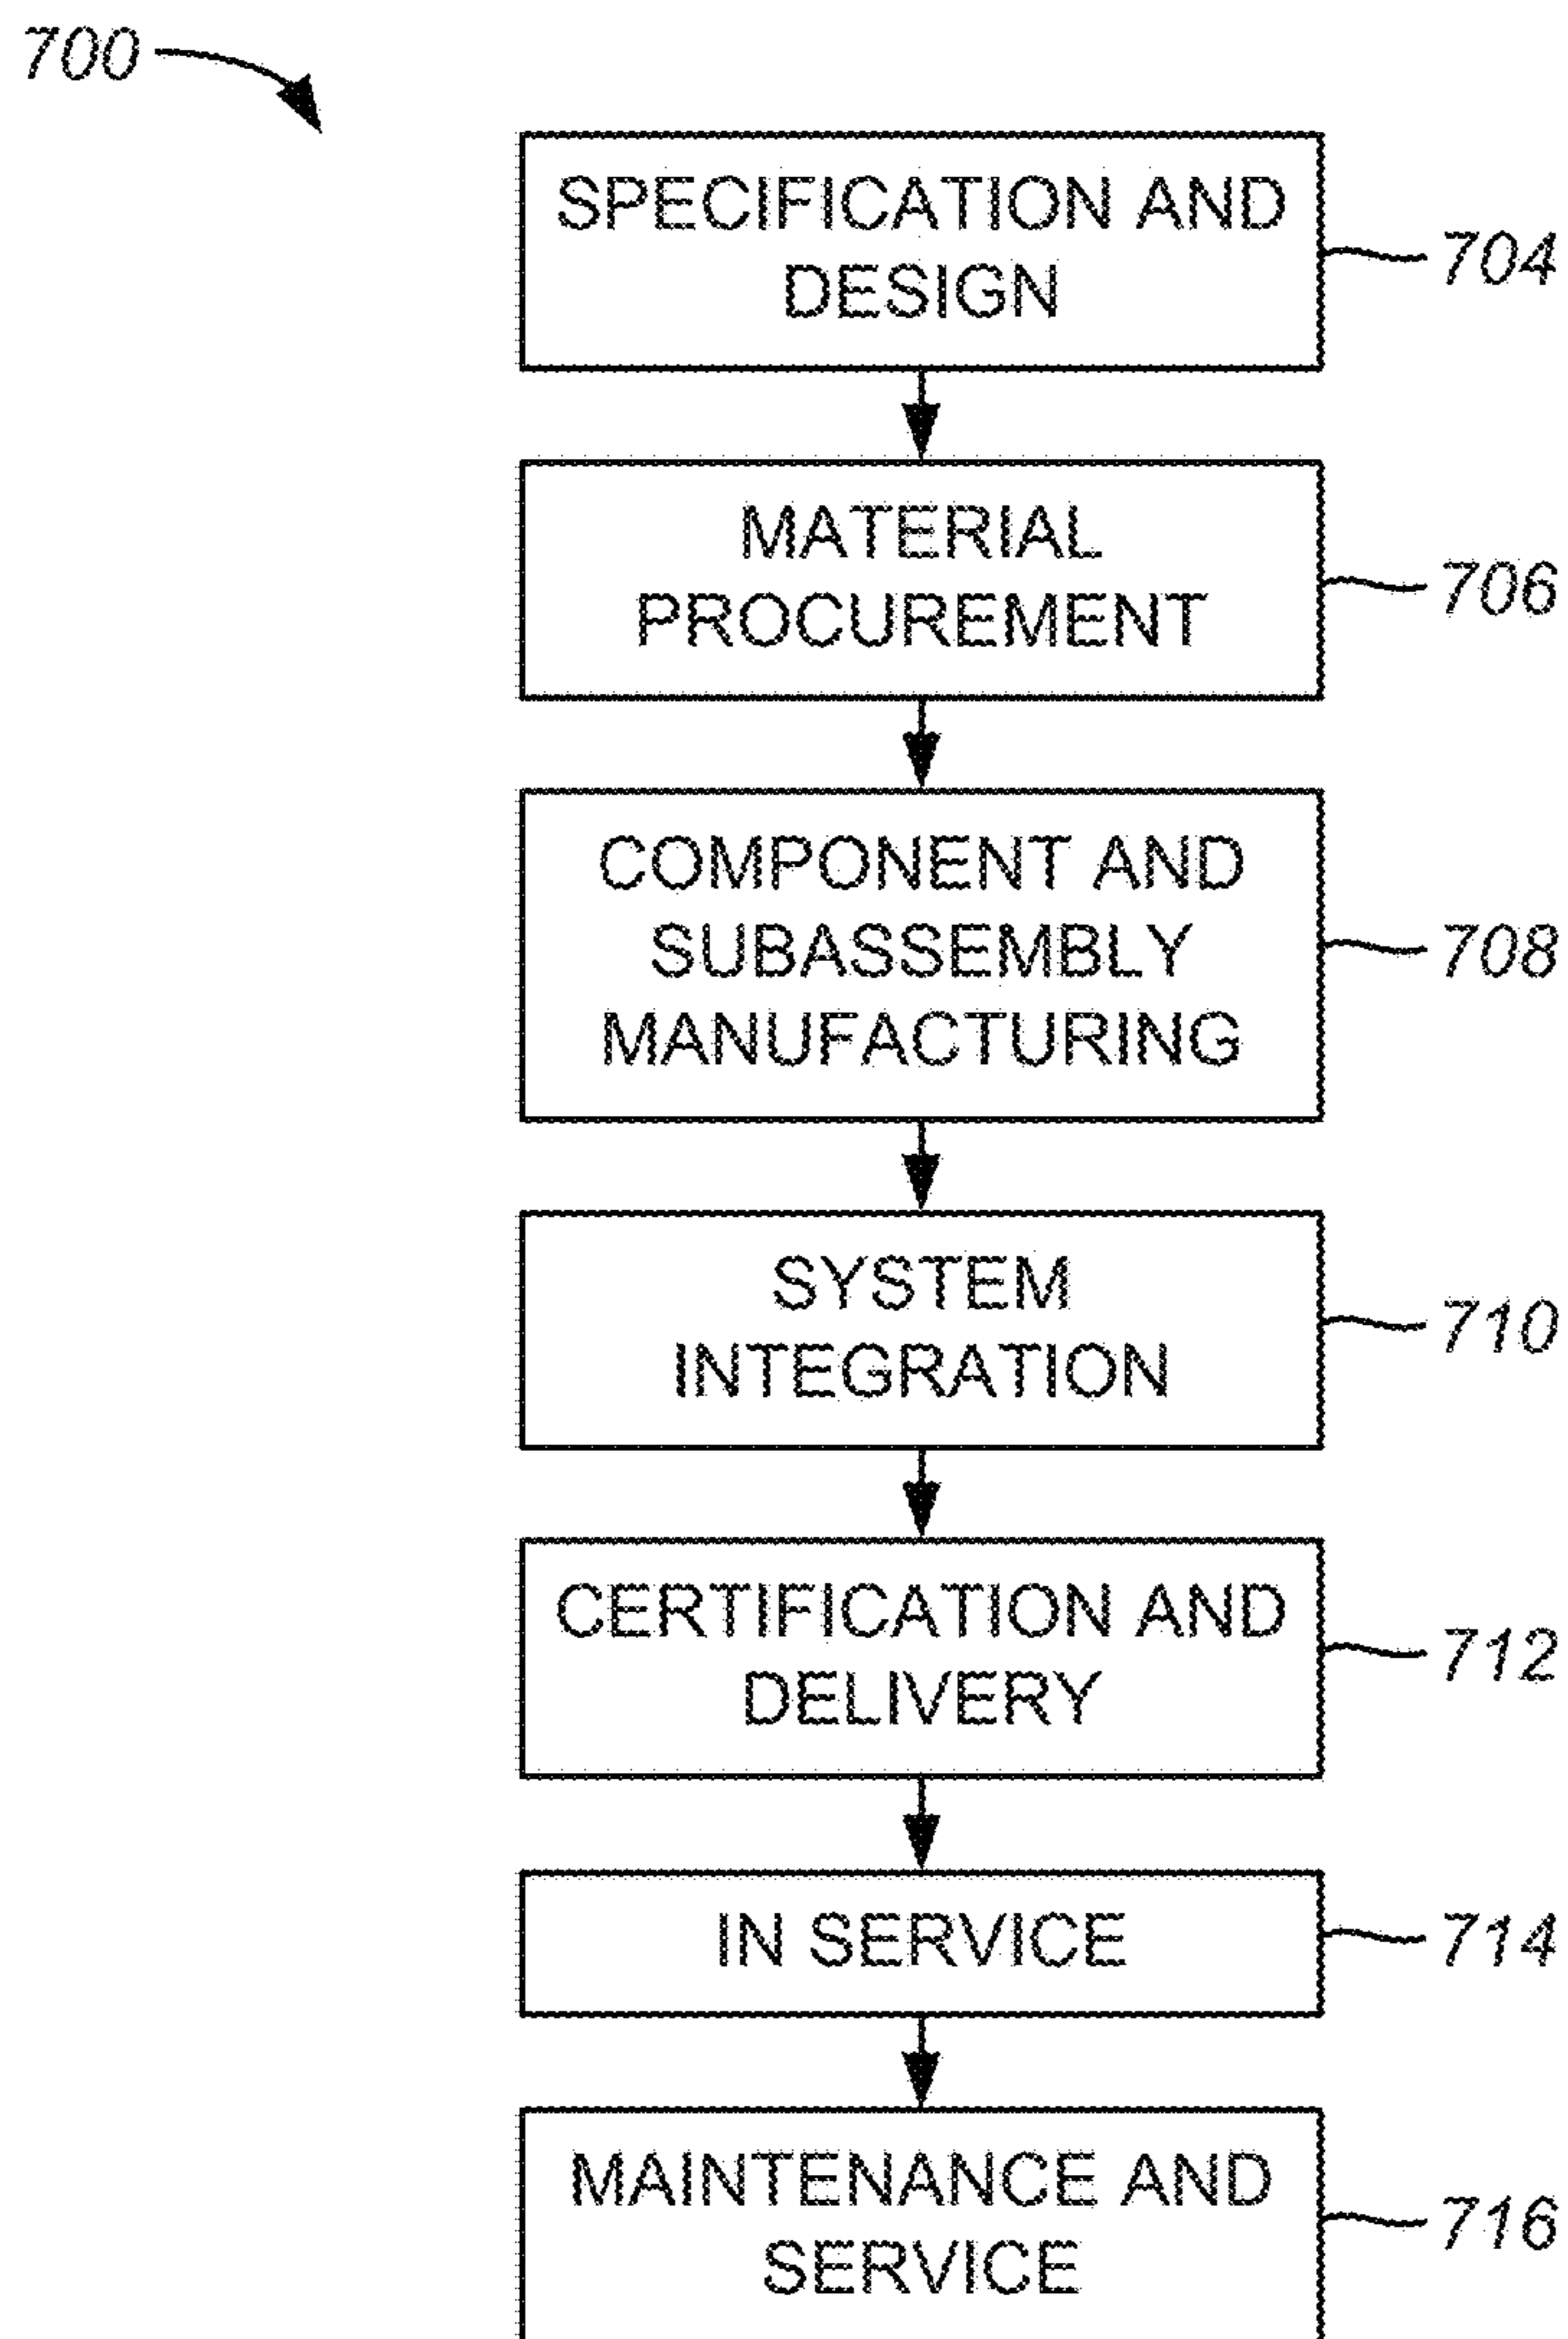 700
SPECIFICATION AND
DESIGN
704
MATERIAL
PROCUREMENT
706
COMPONENT AND
SUBASSEMBLY
MANUFACTURING
708
SYSTEM
INTEGRATION
710
CERTIFICATION AND
DELIVERY
712
IN SERVICE
714
MAINTENANCE AND
SERVICE
716